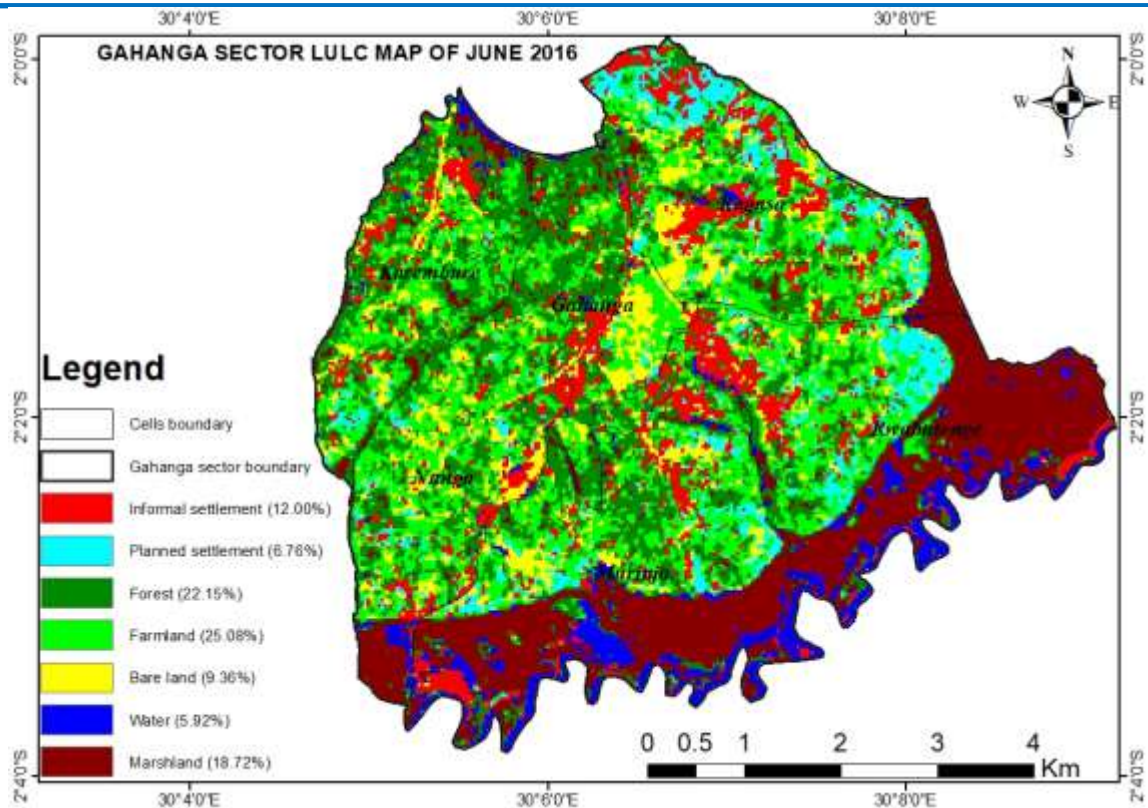 30°4'0"E 30°6'0"E 30°8'0"E
GAHANGA SECTOR LULC MAP OF JUNE 2016
2°0'0"S 2°0'0"S
N
W E
S
Kagasa
Karembure
Gahanga
Legend
2°2'0"S 2°2'0"S
Cells boundary
Rwabutenge
Gahanga sector boundary
Nunga
Informal settlement (12.00%)
Planned settlement (6.76%)
Murinja
Forest (22.15%)
Farmland (25.08%)
Bare land (9.36%)
Water (5.92%)
Marshland (18.72%)
0 0.5 1 2 3 4
Km
2°4'0"S 2°4'0"S
30°4'0"E 30°6'0"E 30°8'0"E